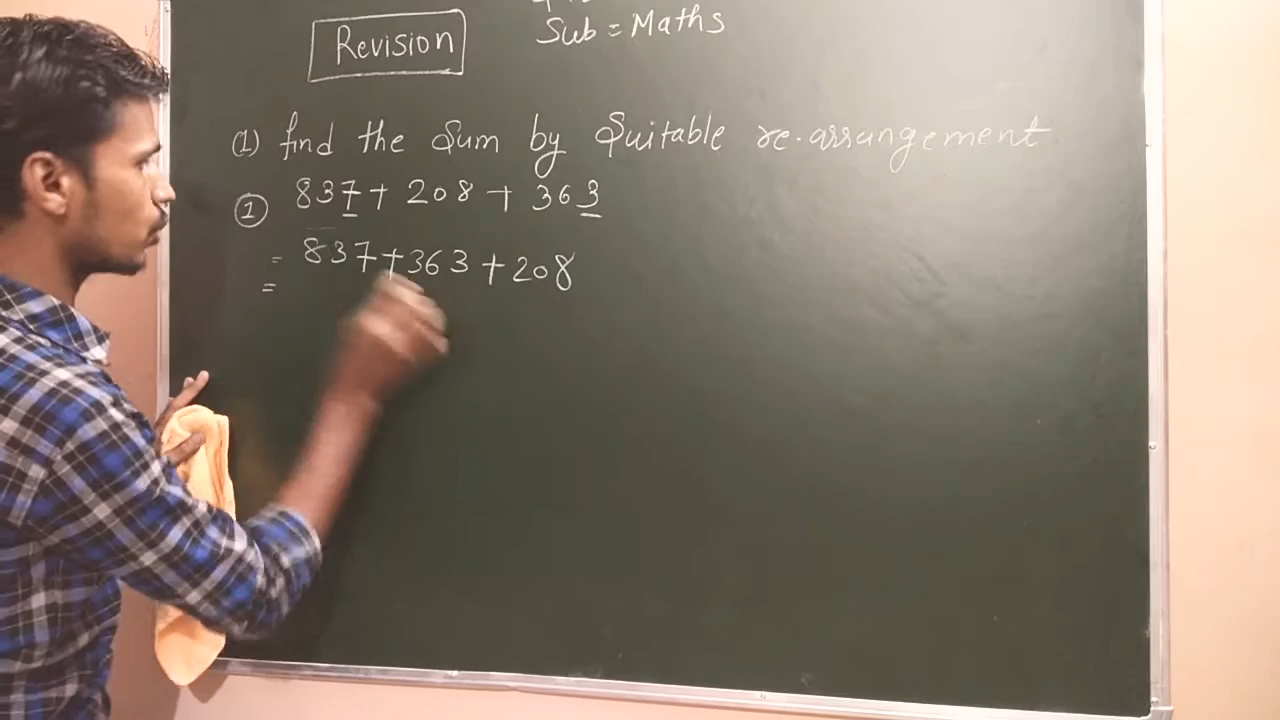 Sub = Maths
Revision
(1) find the Sum by Suitable re-arrangement
① 837 + 208 + 363
= 837 + 363 + 208
=